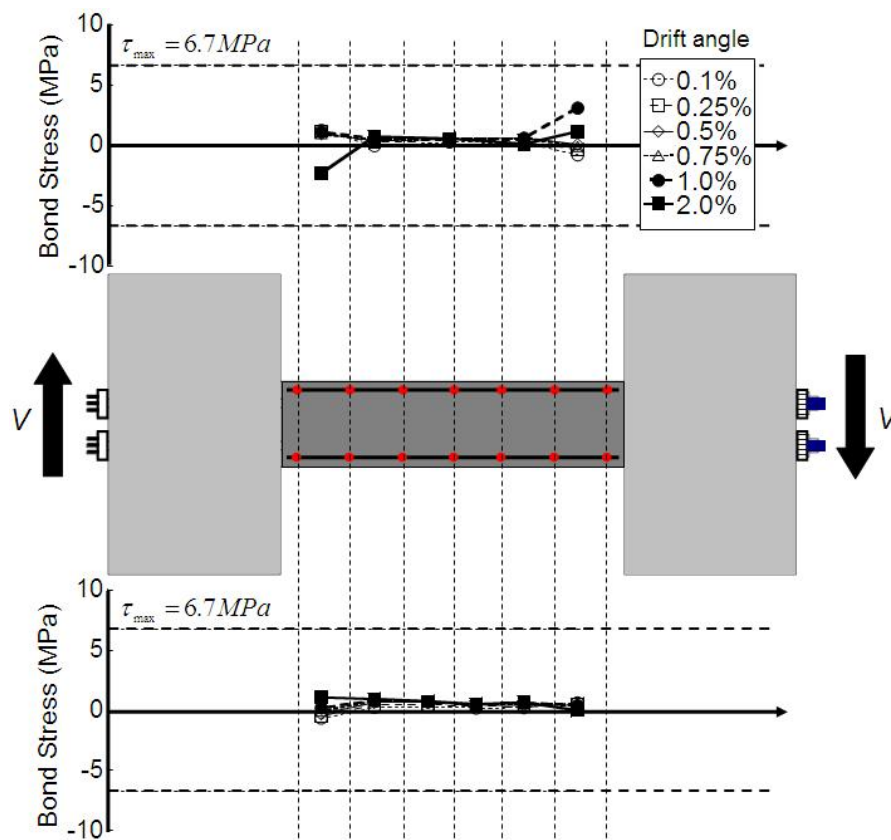 10
5
0
-5
-10
Bond Stress (MPa)
τmax = 6.7MPa
Drift angle
0.1%
0.25%
0.5%
0.75%
1.0%
2.0%
V
V
10
5
0
-5
-10
Bond Stress (MPa)
τmax = 6.7MPa